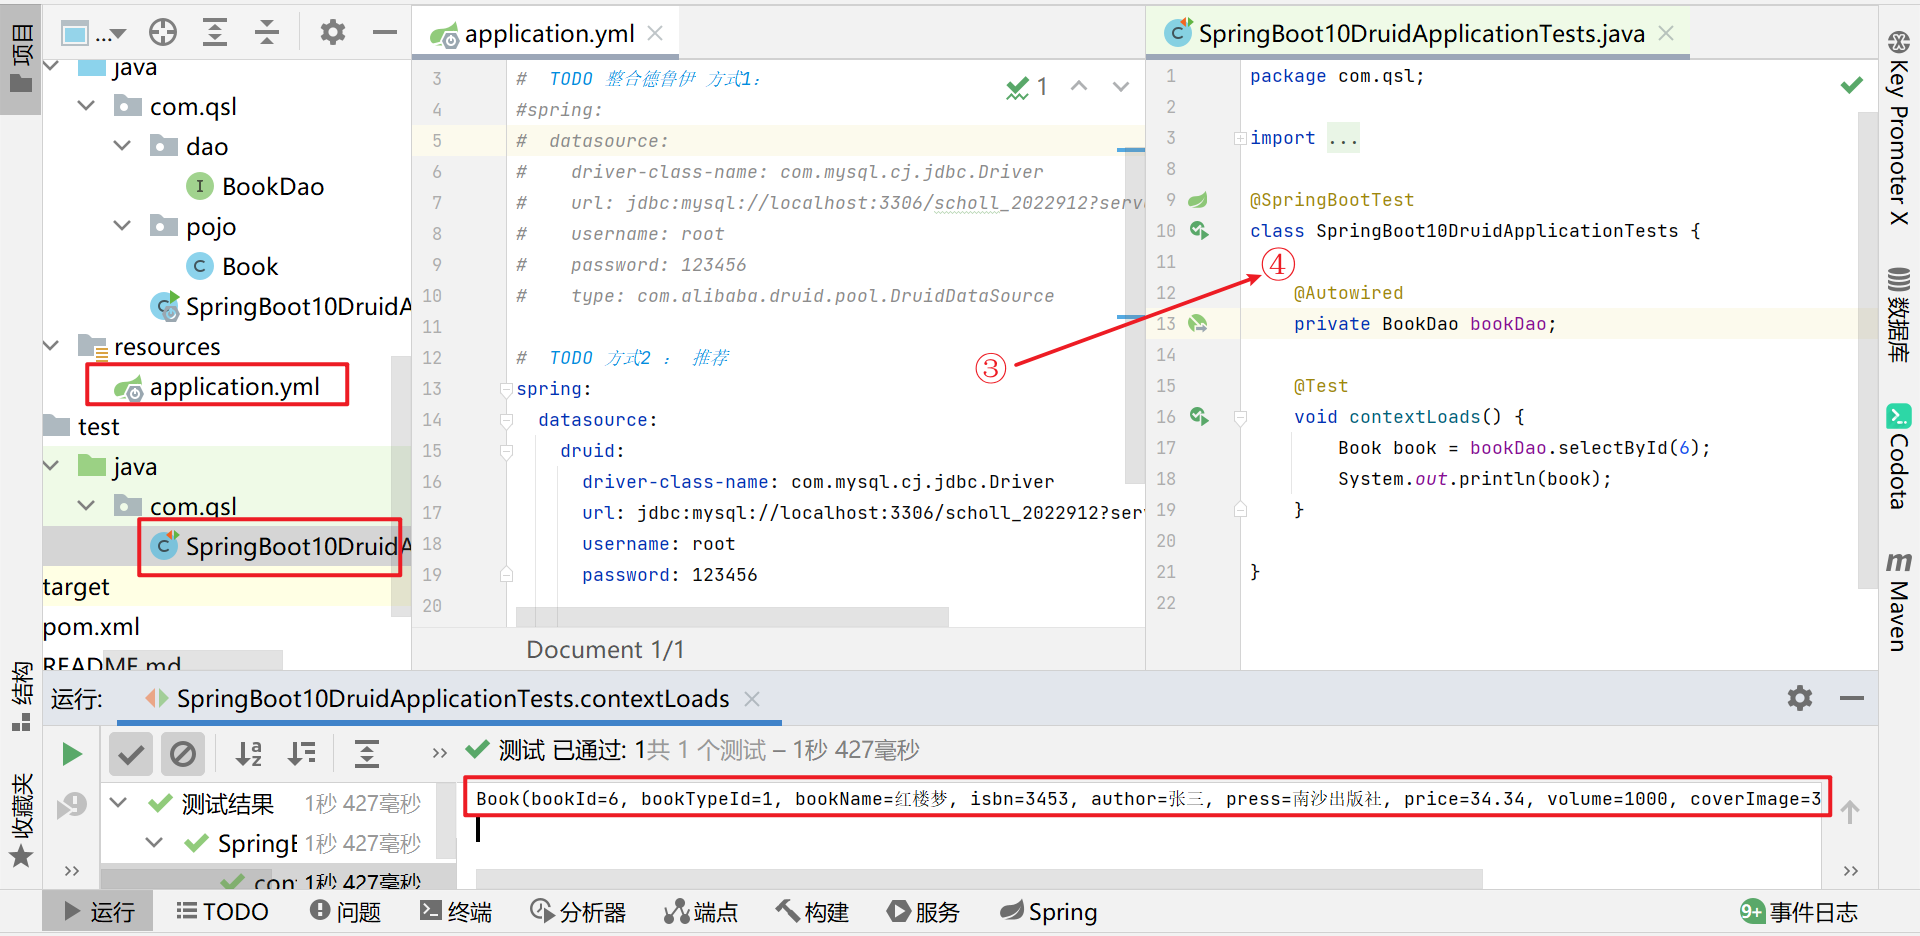 项目
...
java
com.qsl
dao
BookDao
pojo
Book
SpringBoot10DruidA
resources
application.yml
test
java
com.qsl
SpringBoot10DruidA
target
pom.xml
README.md
结构
收藏夹
application.yml
1
3 # TODO 整合德鲁伊 方式1：
4 #spring:
5 # datasource:
6 # driver-class-name: com.mysql.cj.jdbc.Driver
7 # url: jdbc:mysql://localhost:3306/scholl_2022912?serv
8 # username: root
9 # password: 123456
10 # type: com.alibaba.druid.pool.DruidDataSource
11
12 # TODO 方式2 ： 推荐
13 spring:
14 datasource:
15 druid:
16 driver-class-name: com.mysql.cj.jdbc.Driver
17 url: jdbc:mysql://localhost:3306/scholl_2022912?serv
18 username: root
19 password: 123456
20
Document 1/1
③
④
SpringBoot10DruidApplicationTests.java
1 package com.qsl;
2
3 import ...
8
9 @SpringBootTest
10 class SpringBoot10DruidApplicationTests {
11
12 @Autowired
13 private BookDao bookDao;
14
15 @Test
16 void contextLoads() {
17 Book book = bookDao.selectById(6);
18 System.out.println(book);
19 }
20
21 }
22
Key Promoter X
数据库
Codota
Maven
运行: SpringBoot10DruidApplicationTests.contextLoads
测试 已通过: 1共 1 个测试 – 1秒 427毫秒
测试结果 1秒 427毫秒
SpringB 1秒 427毫秒
con 1秒 427毫秒
Book(bookId=6, bookTypeId=1, bookName=红楼梦, isbn=3453, author=张三, press=南沙出版社, price=34.34, volume=1000, coverImage=3
运行 TODO 问题 终端 分析器 端点 构建 服务 Spring 9+ 事件日志